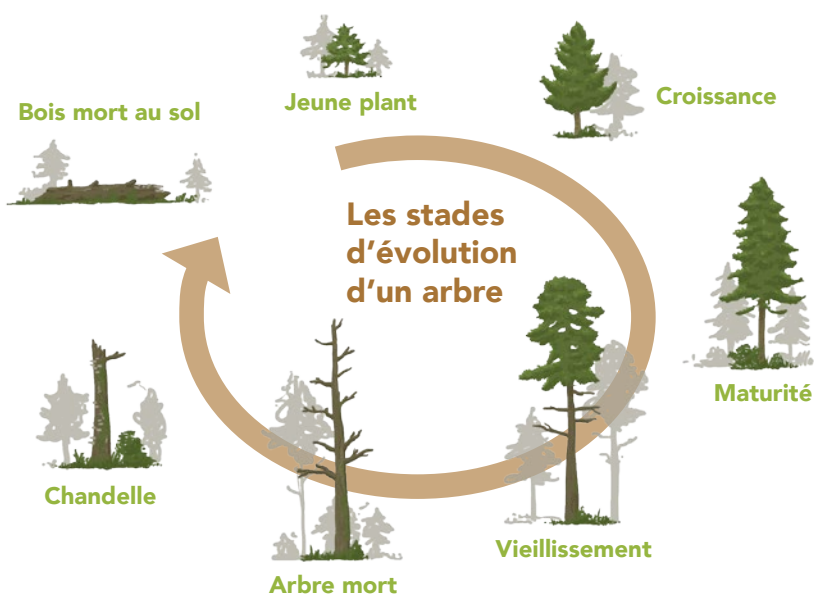 Les stades
d'évolution
d'un arbre
Jeune plant
Croissance
Maturité
Vieillissement
Arbre mort
Chandelle
Bois mort au sol